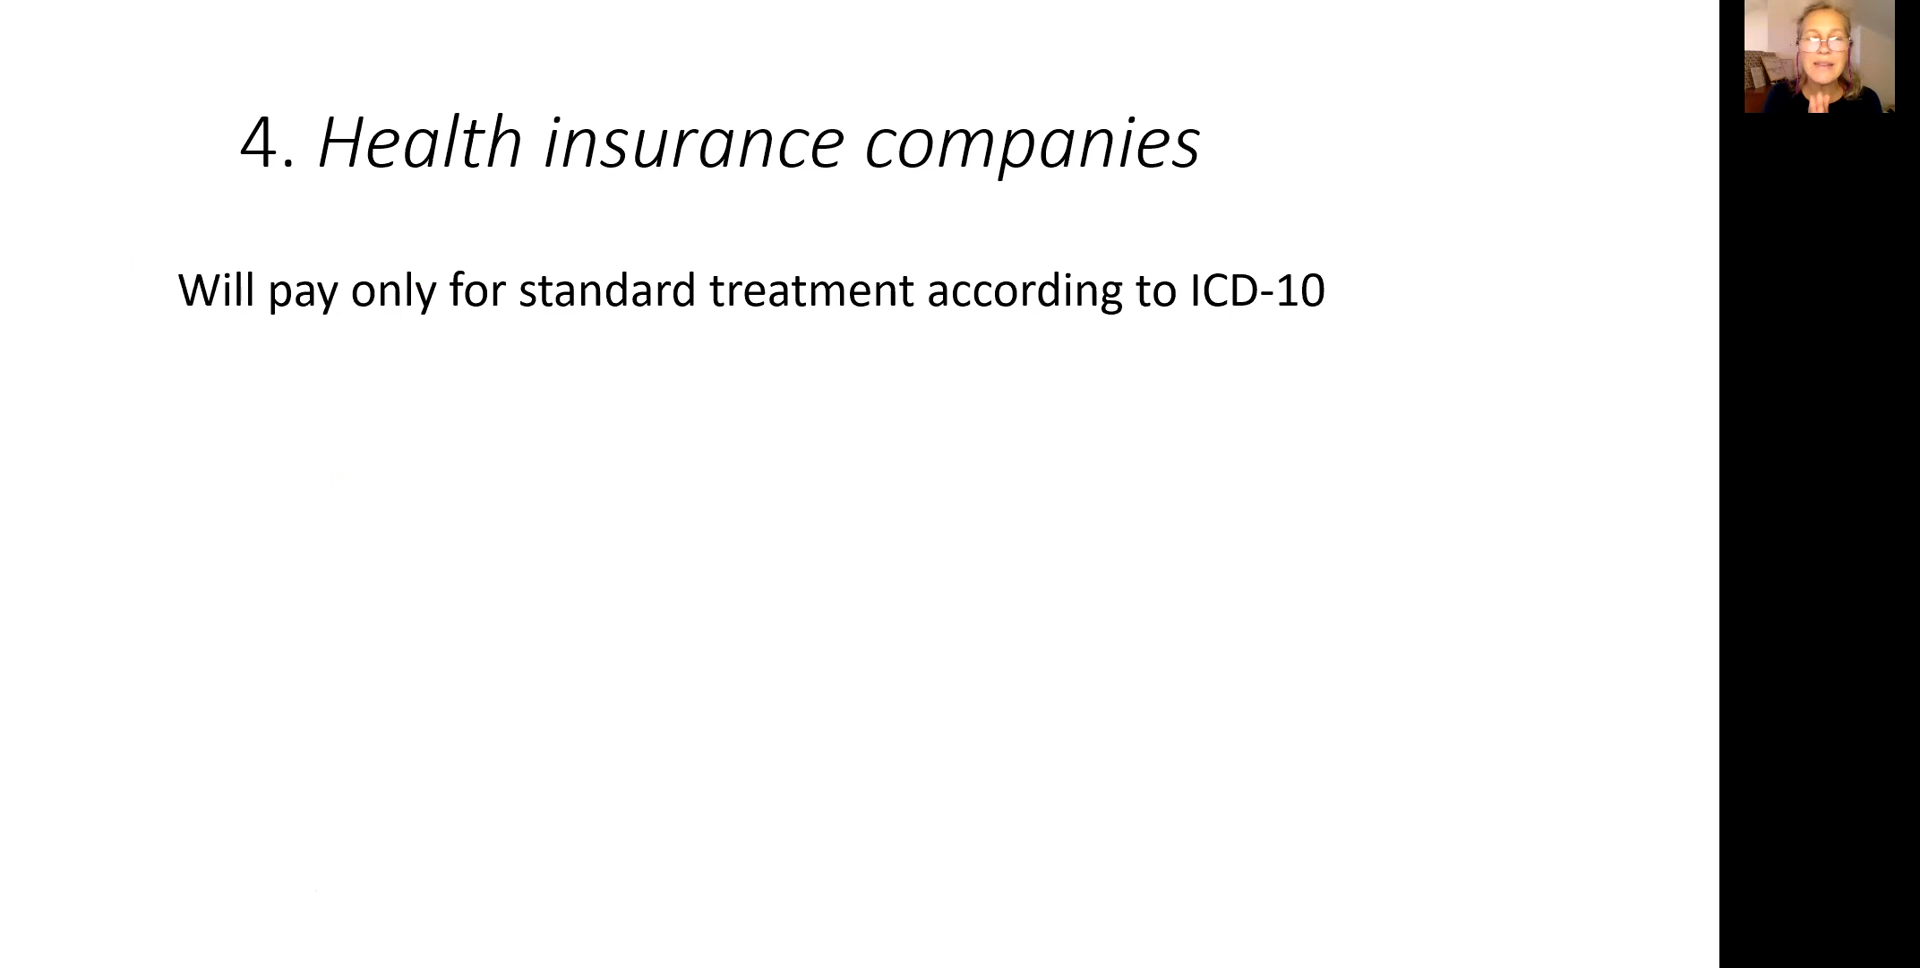 4. Health insurance companies
Will pay only for standard treatment according to ICD-10